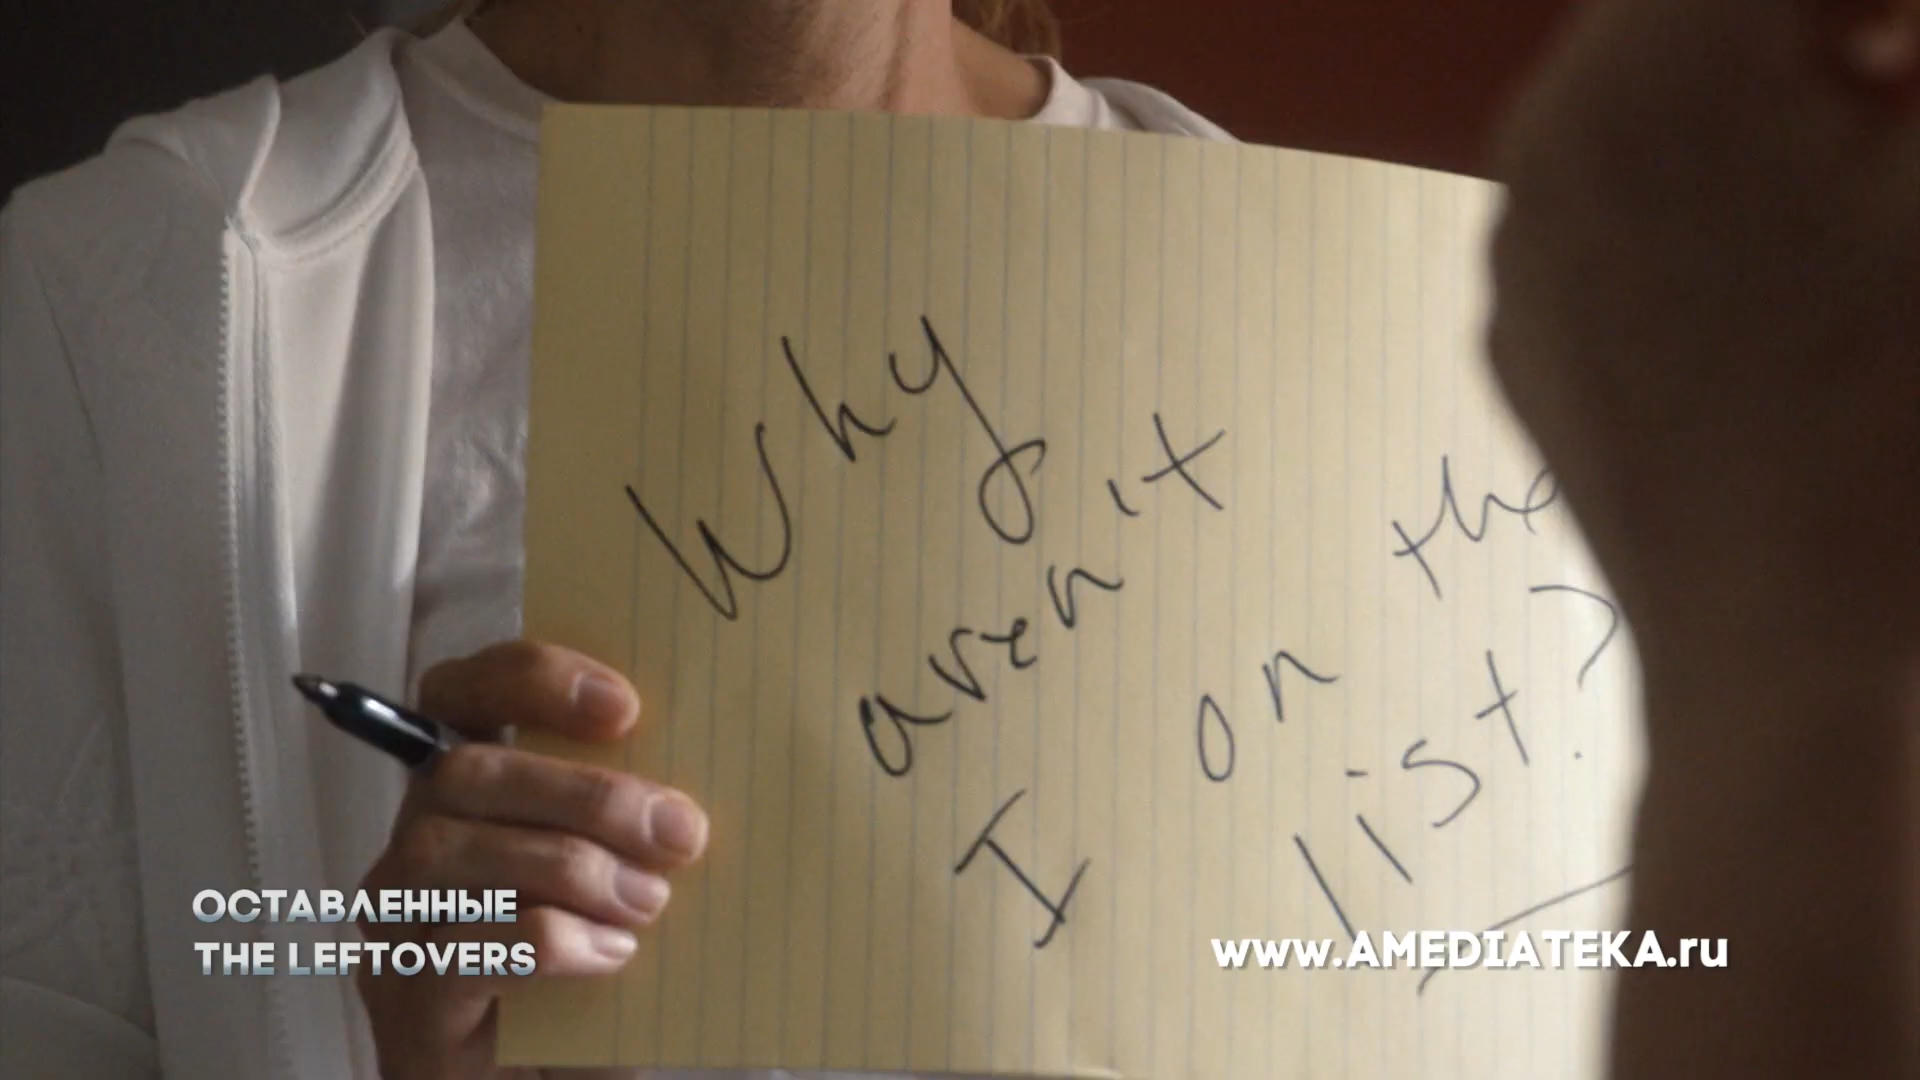 Why
aren't
I on the
list?
ОСТАВЛЕННЫЕ
THE LEFTOVERS
www.AMEDIATEKA.ru